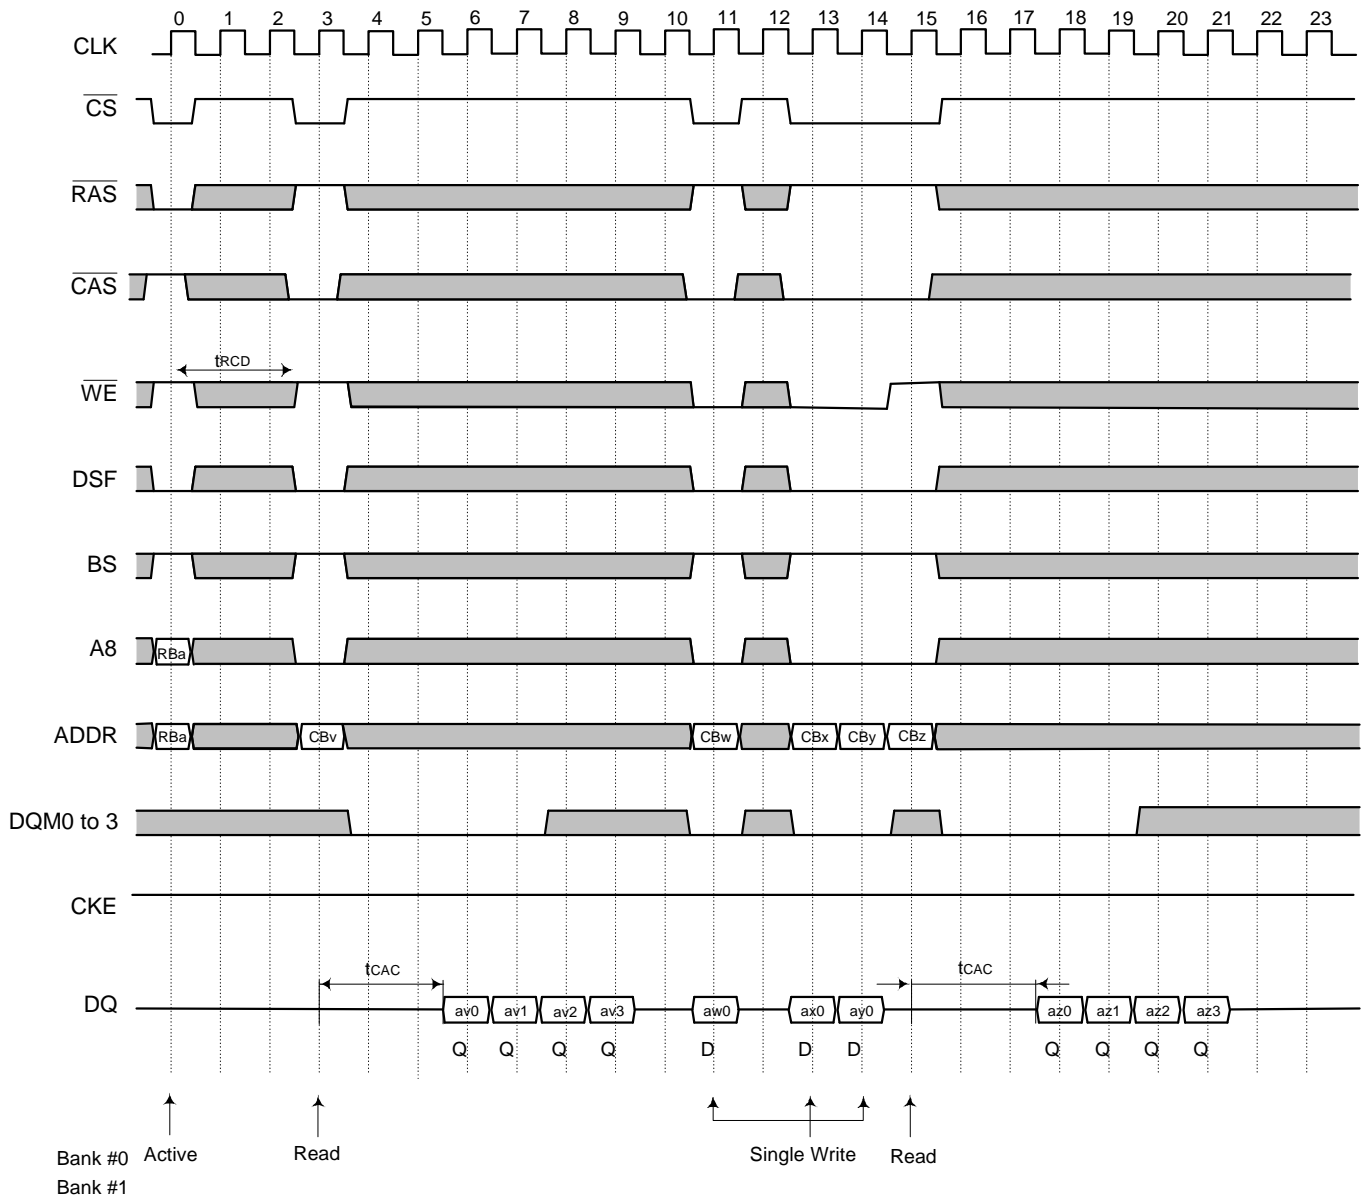 0 1 2 3 4 5 6 7 8 9 10 11 12 13 14 15 16 17 18 19 20 21 22 23
CLK
CS
RAS
CAS
tRCD
WE
DSF
BS
A8 RBa
ADDR RBa CBv CBw CBx CBy CBz
DQM0 to 3
CKE
tCAC tCAC
DQ av0 av1 av2 av3 aw0 ax0 ay0 az0 az1 az2 az3
Q Q Q Q D D D Q Q Q Q
Bank #0 Active Read Single Write Read
Bank #1